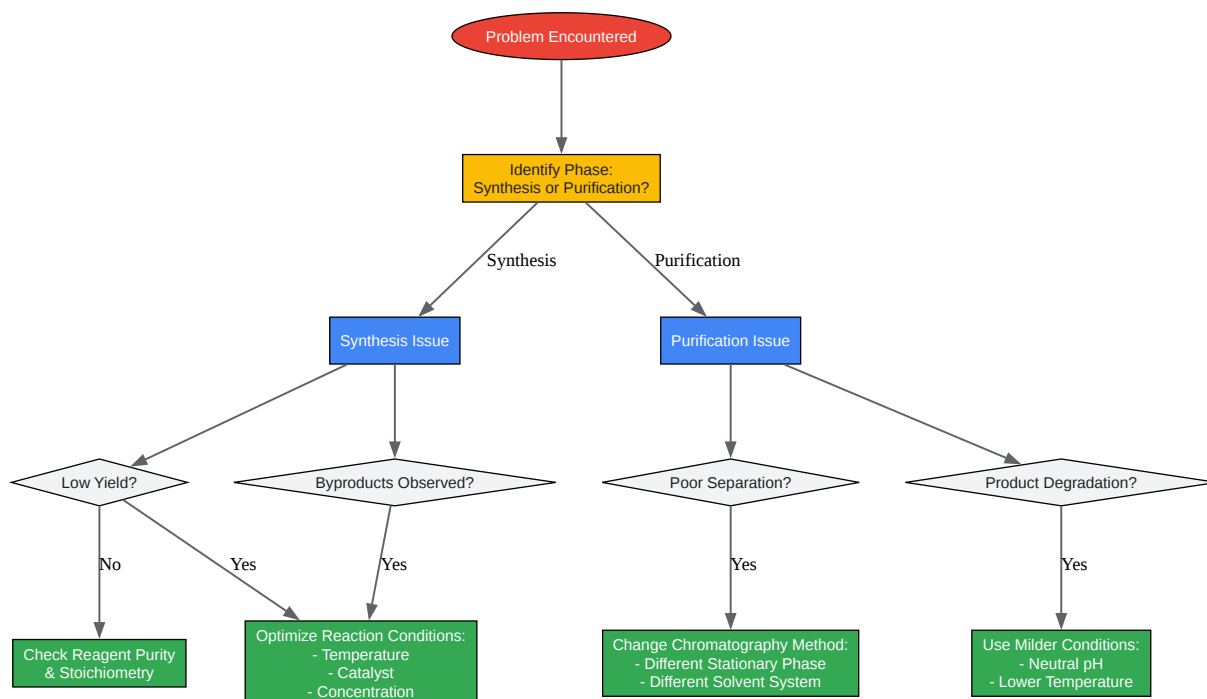 Problem Encountered
Identify Phase:
Synthesis or Purification?
Synthesis
Purification
Synthesis Issue
Purification Issue
Low Yield?
Byproducts Observed?
Poor Separation?
Product Degradation?
No
Yes
Yes
Yes
Yes
Check Reagent Purity
& Stoichiometry
Optimize Reaction Conditions:
- Temperature
- Catalyst
- Concentration
Change Chromatography Method:
- Different Stationary Phase
- Different Solvent System
Use Milder Conditions:
- Neutral pH
- Lower Temperature